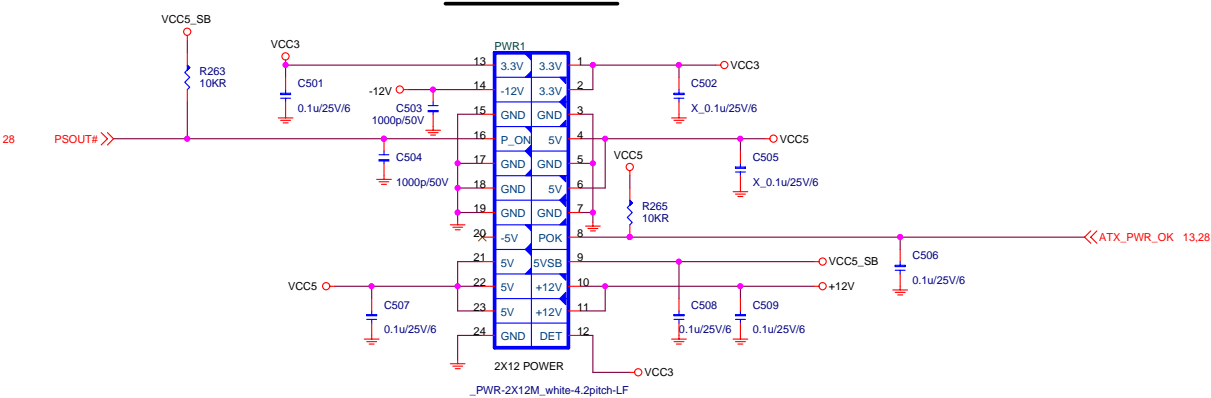 VCC5_SB
VCC3
R263
10KR
C501
0.1u/25V/6
-12V
C503
1000p/50V
28
PSOUT#
C504
1000p/50V
VCC5
C507
0.1u/25V/6
PWR1
13 3.3V 3.3V 1
14 -12V 3.3V 2
15 GND GND 3
16 P_ON 5V 4
17 GND GND 5
18 GND 5V 6
19 GND GND 7
20 -5V POK 8
21 5V 5VSB 9
22 5V +12V 10
23 5V +12V 11
24 GND DET 12
2X12 POWER
_PWR-2X12M_white-4.2pitch-LF
VCC3
C502
X_0.1u/25V/6
VCC5
C505
X_0.1u/25V/6
VCC5
R265
10KR
ATX_PWR_OK 13,28
C506
0.1u/25V/6
VCC5_SB
+12V
C508
0.1u/25V/6
C509
0.1u/25V/6
VCC3